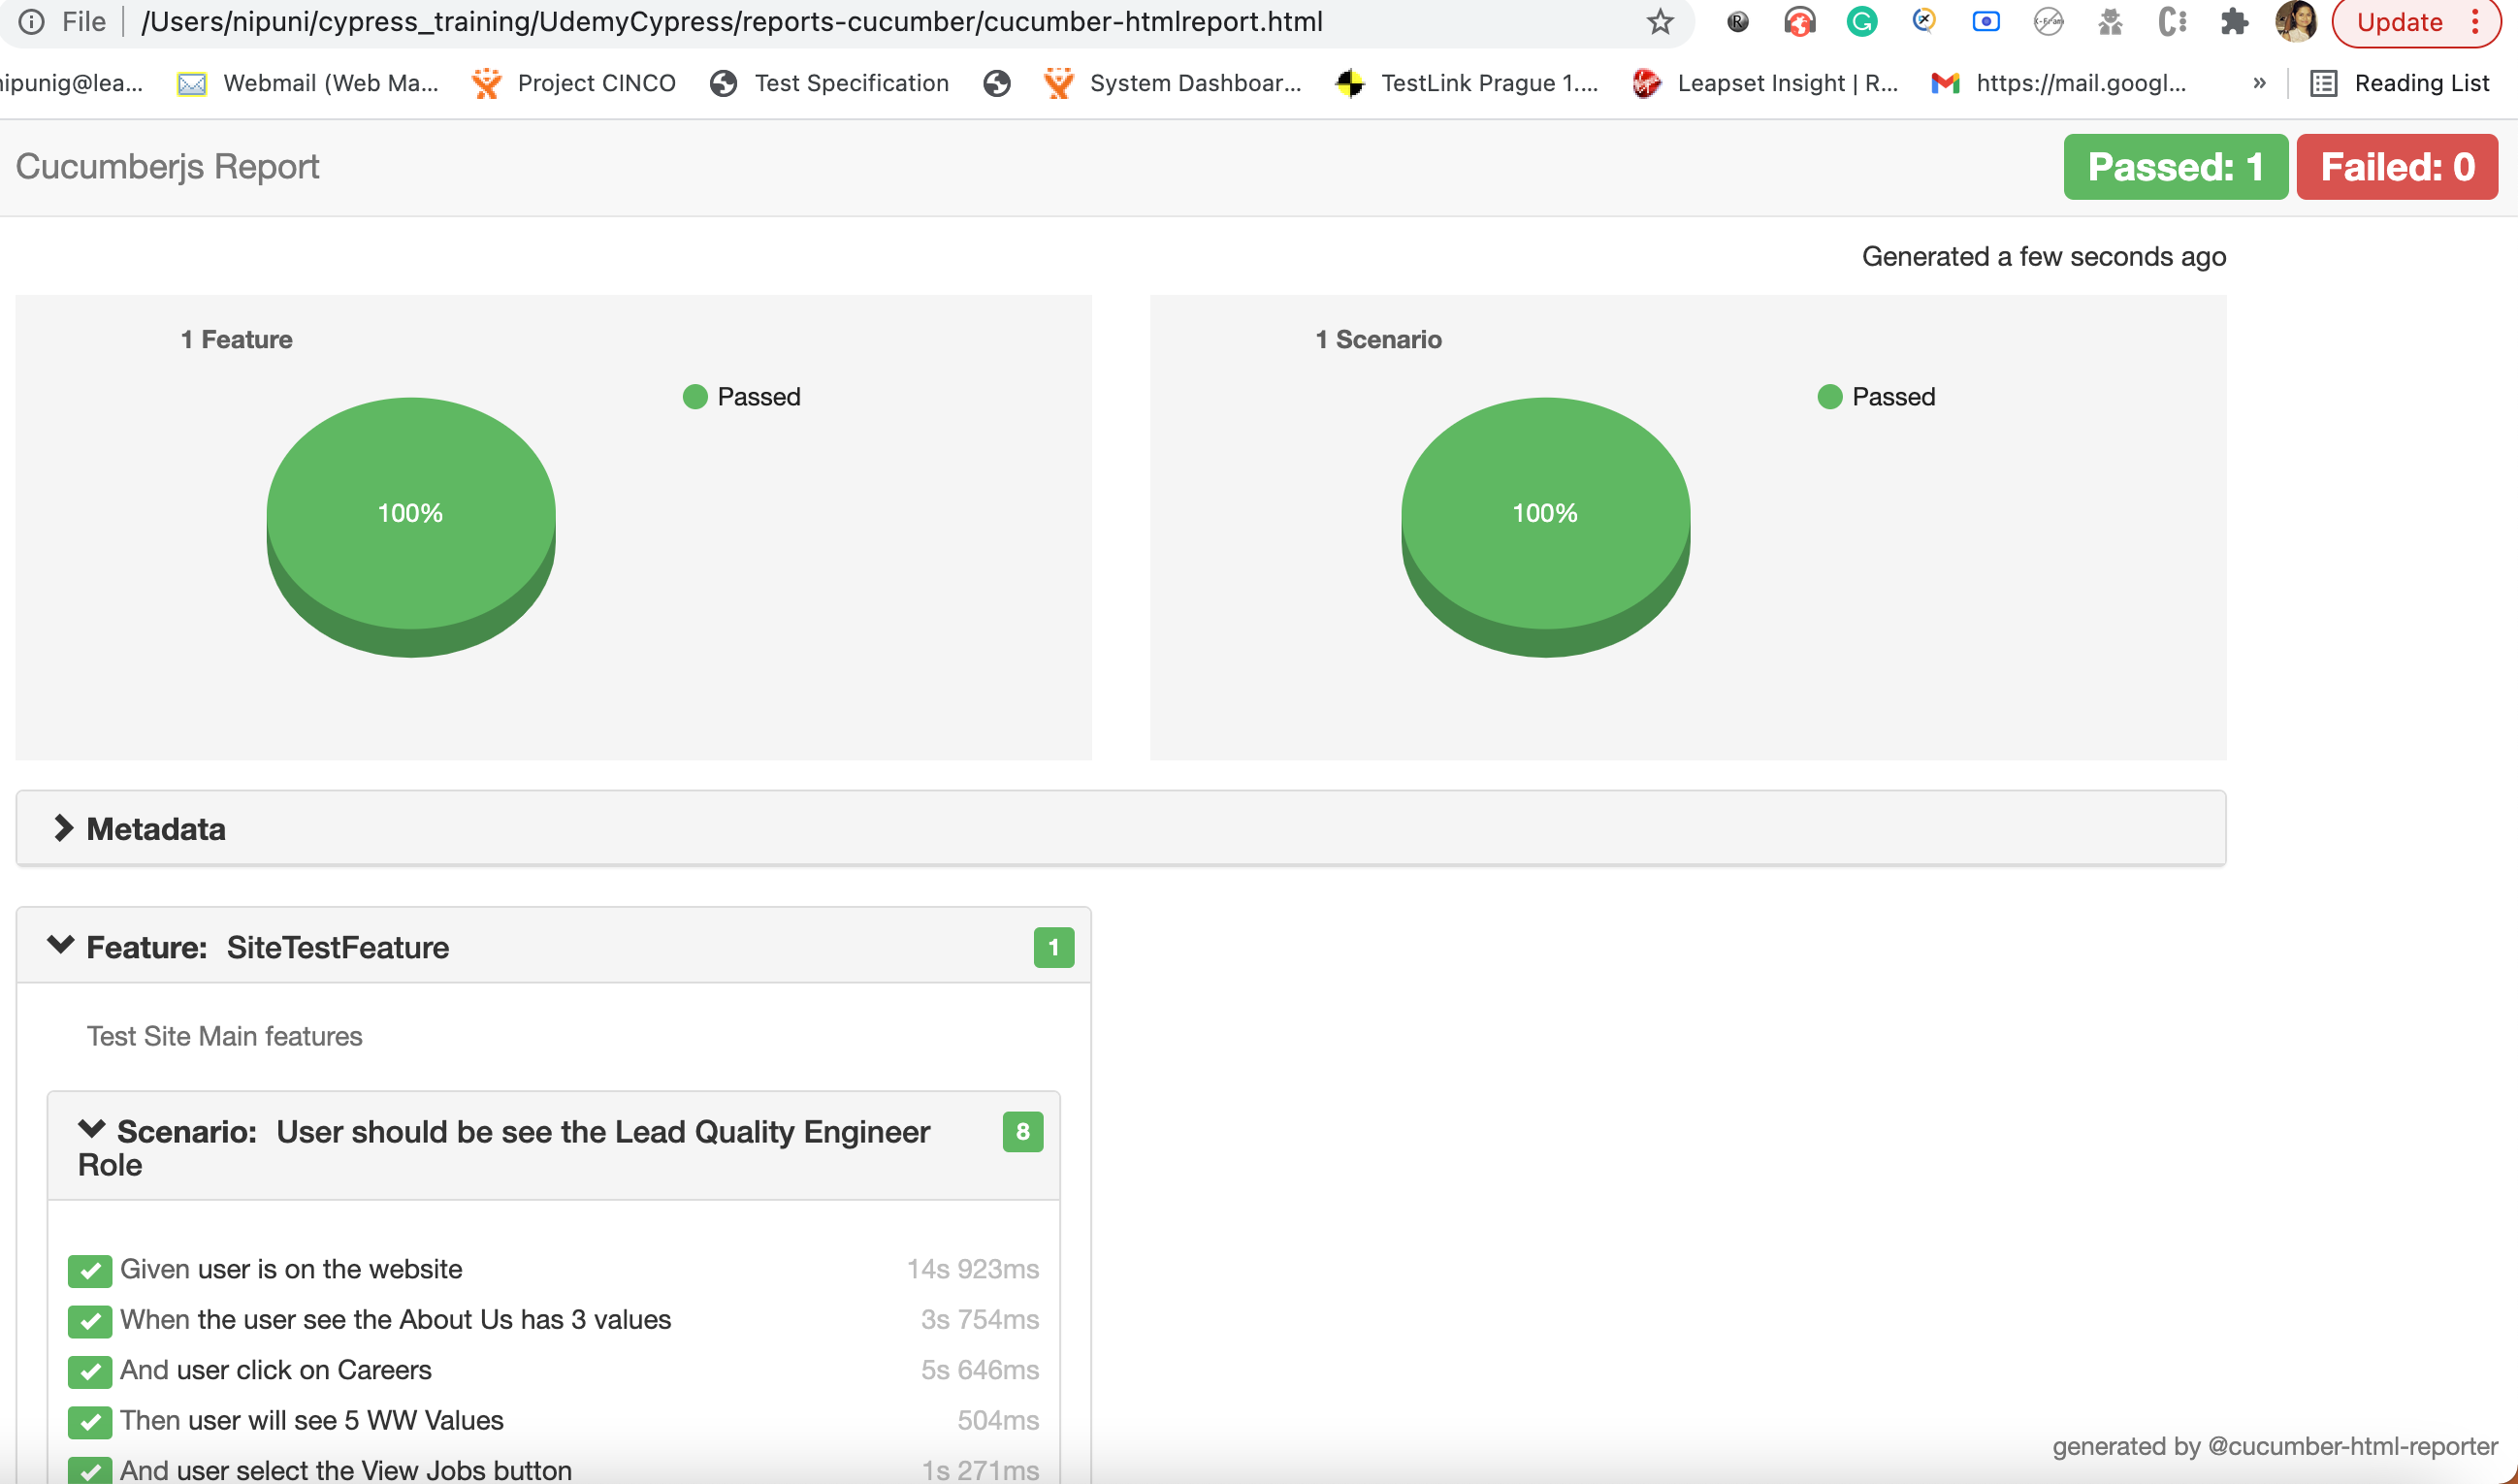 File /Users/nipuni/cypress_training/UdemyCypress/reports-cucumber/cucumber-htmlreport.html Update
nipunig@lea... Webmail (Web Ma... Project CINCO Test Specification System Dashboar... TestLink Prague 1.... Leapset Insight | R... https://mail.googl... » Reading List
Cucumberjs Report Passed: 1 Failed: 0
Generated a few seconds ago
1 Feature
Passed
100%
1 Scenario
Passed
100%
Metadata
Feature: SiteTestFeature 1
Test Site Main features
Scenario: User should be see the Lead Quality Engineer 8
Role
Given user is on the website 14s 923ms
When the user see the About Us has 3 values 3s 754ms
And user click on Careers 5s 646ms
Then user will see 5 WW Values 504ms
And user select the View Jobs button 1s 271ms
generated by @cucumber-html-reporter